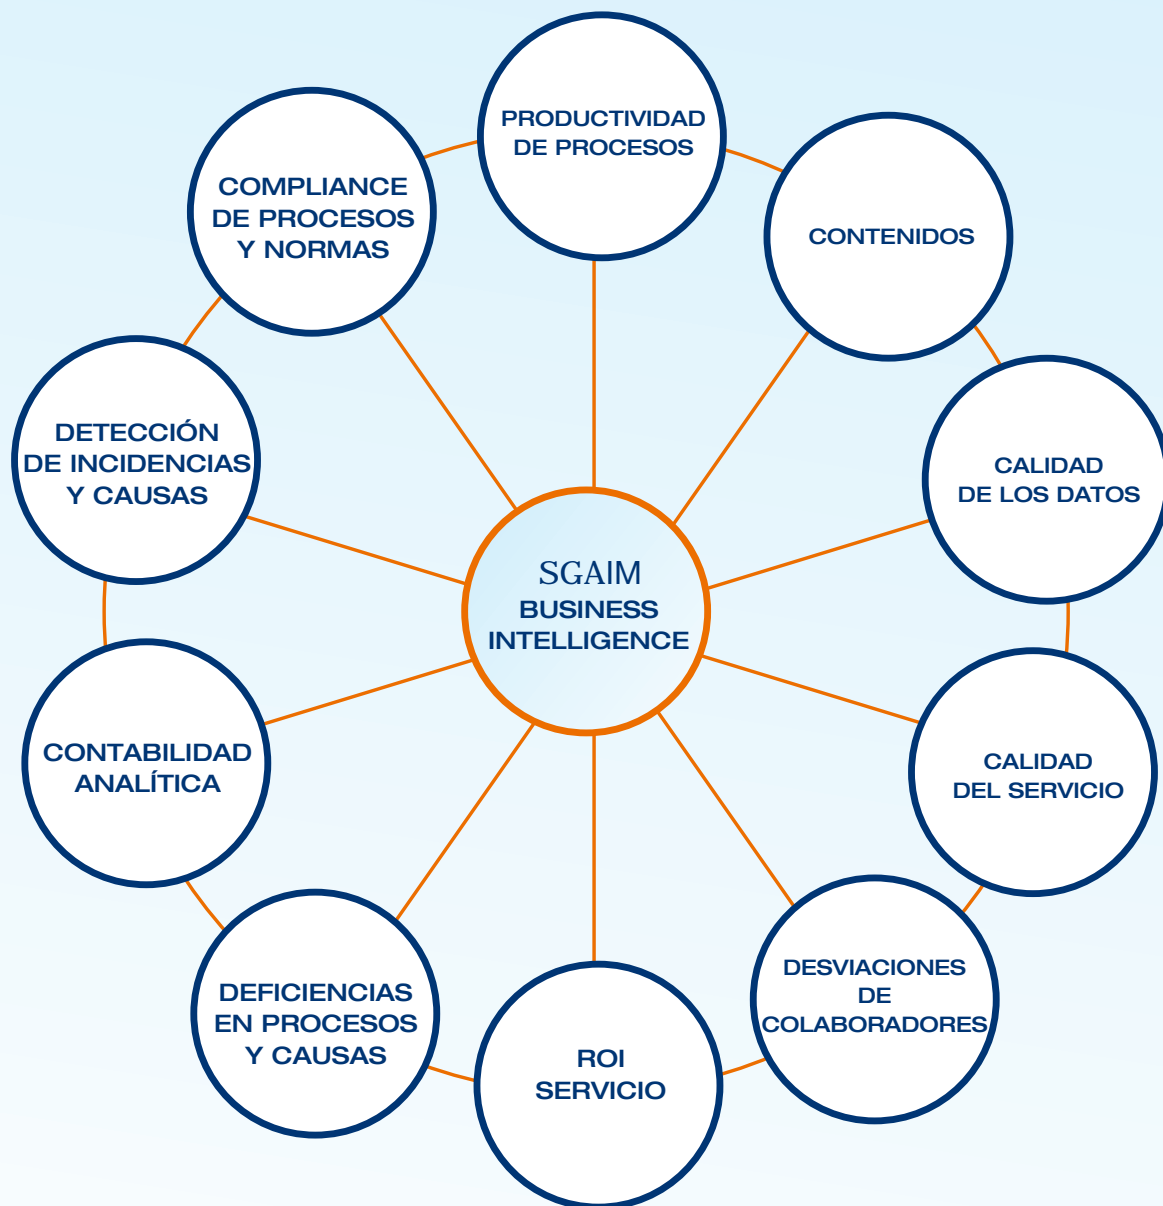 PRODUCTIVIDAD
DE PROCESOS
CONTENIDOS
CALIDAD
DE LOS DATOS
CALIDAD
DEL SERVICIO
DESVIACIONES
DE
COLABORADORES
ROI
SERVICIO
DEFICIENCIAS
EN PROCESOS
Y CAUSAS
CONTABILIDAD
ANALÍTICA
DETECCIÓN
DE INCIDENCIAS
Y CAUSAS
COMPLIANCE
DE PROCESOS
Y NORMAS
SGAIM
BUSINESS
INTELLIGENCE